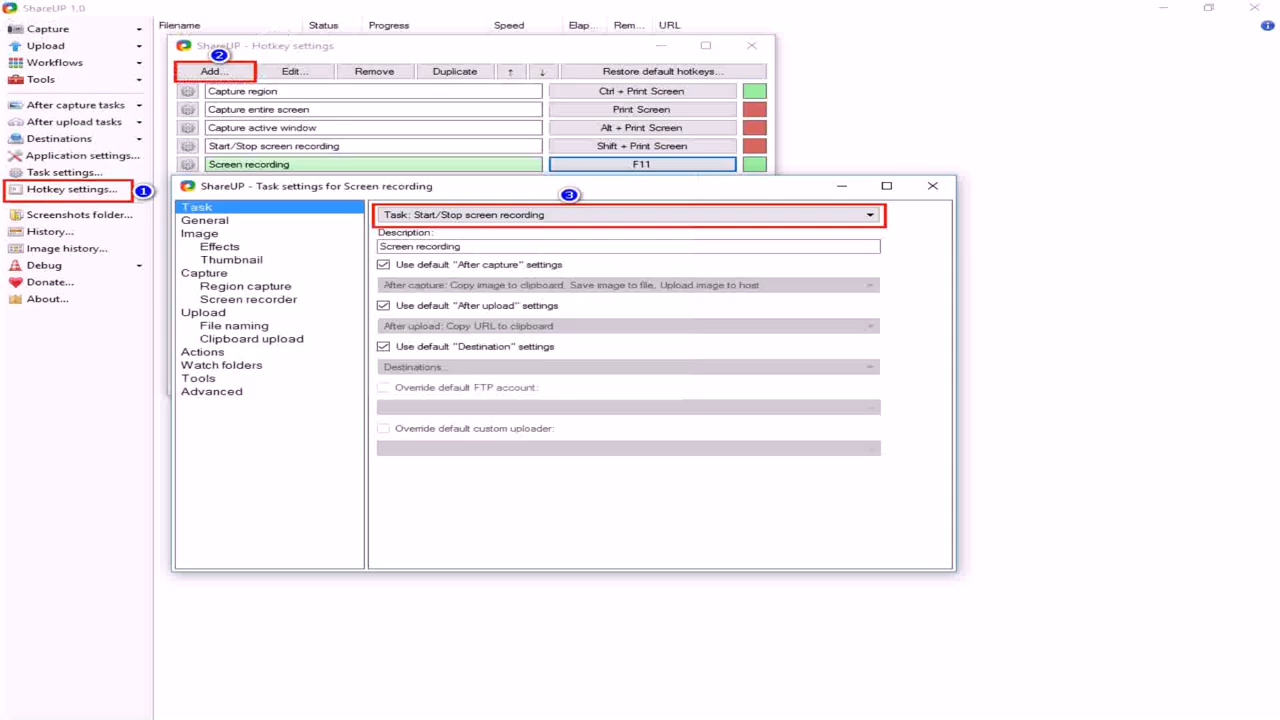 ShareUP 1.0
Capture
Upload
Workflows
Tools
After capture tasks
After upload tasks
Destinations
Application settings...
Task settings...
Hotkey settings...
1
Screenshots folder...
History...
Image history...
Debug
Donate...
About...
Filename Status Progress Speed Elap... Rem... URL
ShareUP - Hotkey settings
2
Add... Edit... Remove Duplicate ↑ ↓ Restore default hotkeys...
Capture region Ctrl + Print Screen
Capture entire screen Print Screen
Capture active window Alt + Print Screen
Start/Stop screen recording Shift + Print Screen
Screen recording F11
ShareUP - Task settings for Screen recording
3
Task
General
Image
Effects
Thumbnail
Capture
Region capture
Screen recorder
Upload
File naming
Clipboard upload
Actions
Watch folders
Tools
Advanced
Task: Start/Stop screen recording
Description:
Screen recording
Use default "After capture" settings
After capture: Copy image to clipboard, Save image to file, Upload image to host
Use default "After upload" settings
After upload: Copy URL to clipboard
Use default "Destination" settings
Destinations...
Override default FTP account:
Override default custom uploader: